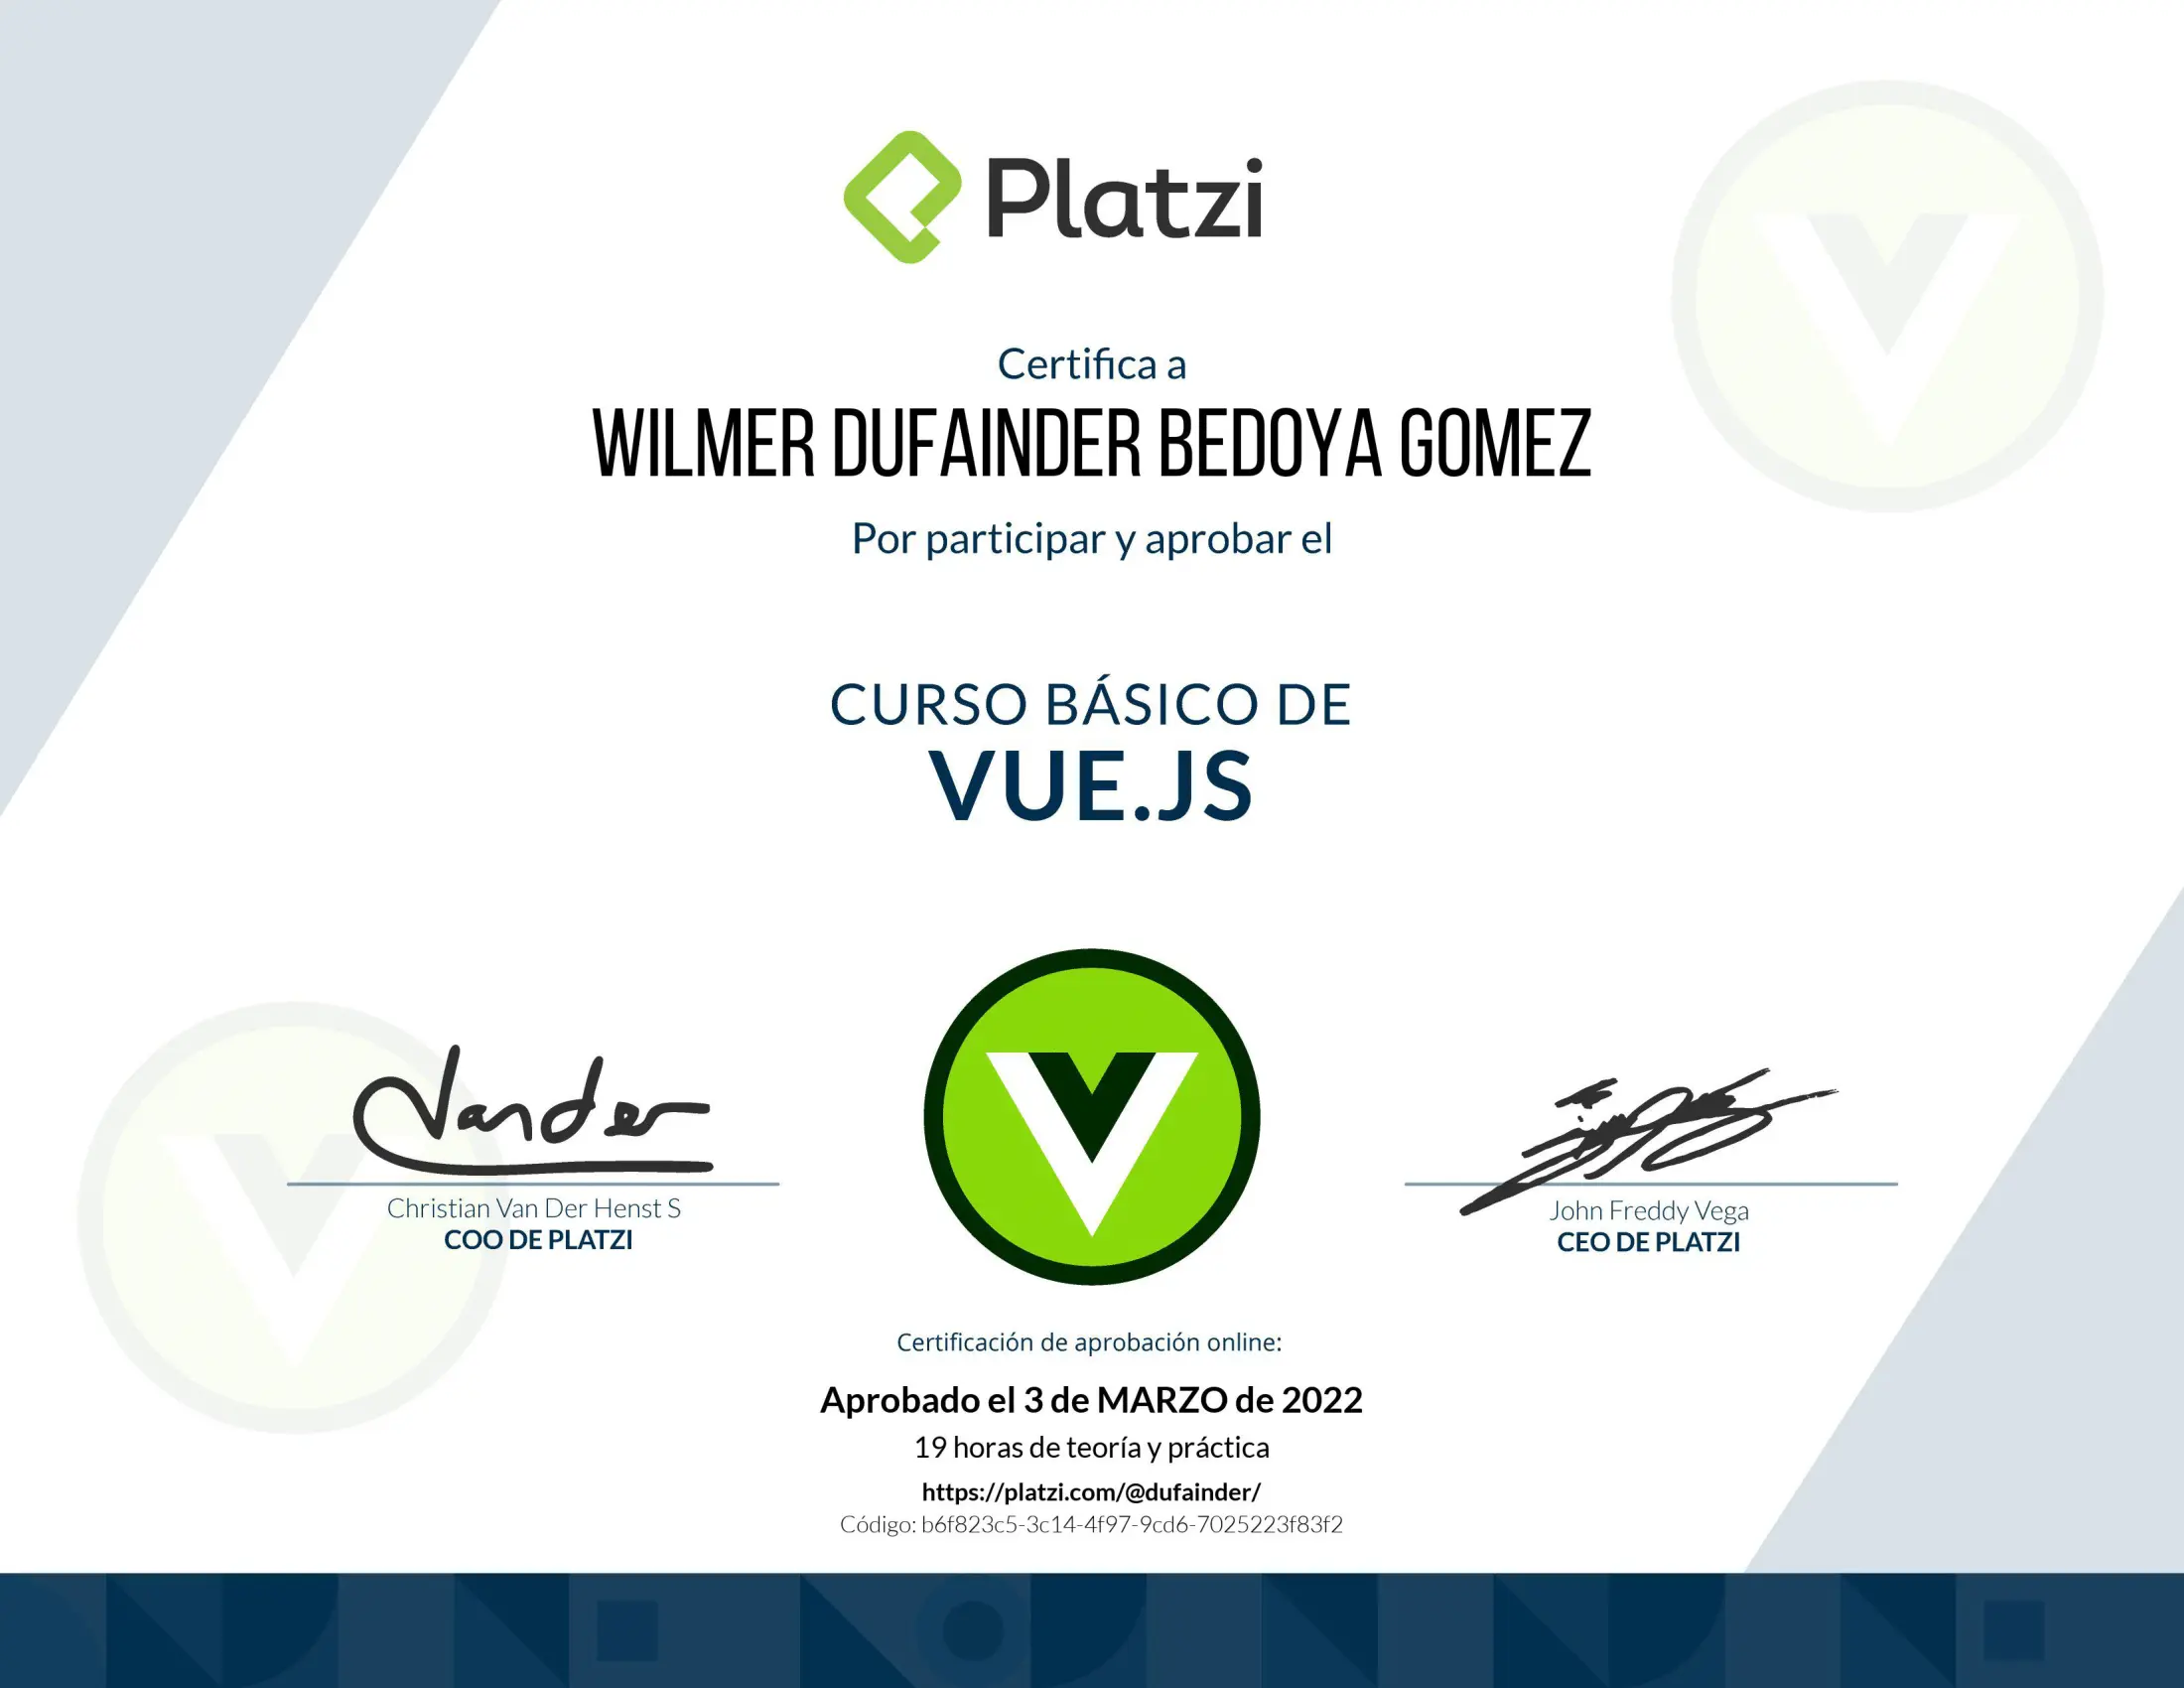 Platzi
Certifica a
WILMER DUFAINDER BEDOYA GOMEZ
Por participar y aprobar el
CURSO BÁSICO DE
VUE.JS
Vander
Christian Van Der Henst S
COO DE PLATZI
John Freddy Vega
CEO DE PLATZI
Certificación de aprobación online:
Aprobado el 3 de MARZO de 2022
19 horas de teoría y práctica
https://platzi.com/@dufainder/
Código: b6f823c5-3c14-4f97-9cd6-7025223f83f2